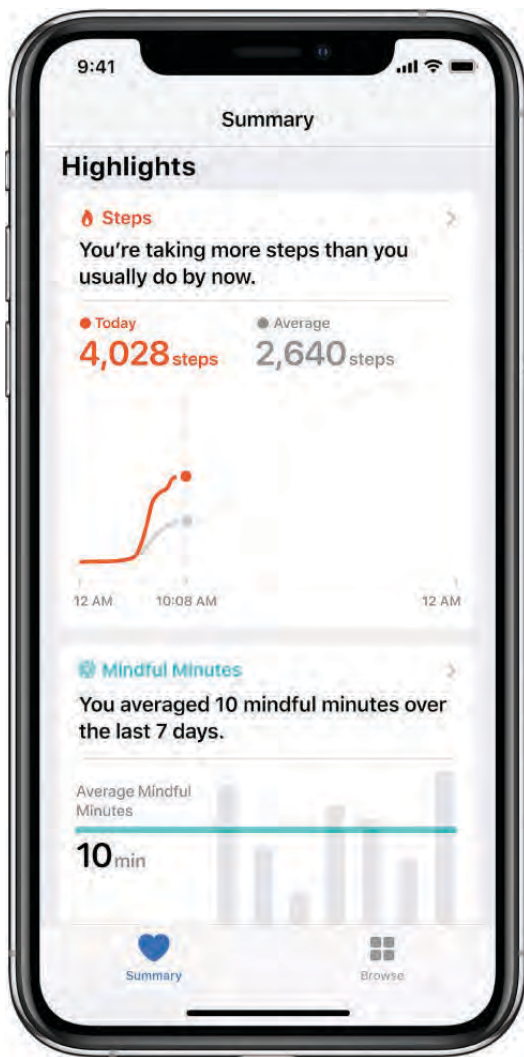 9:41
Summary
Highlights
Steps
You're taking more steps than you
usually do by now.
Today
Average
4,028 steps
2,640 steps
12 AM
10:08 AM
12 AM
Mindful Minutes
You averaged 10 mindful minutes over
the last 7 days.
Average Mindful
Minutes
10 min
Summary
Browse